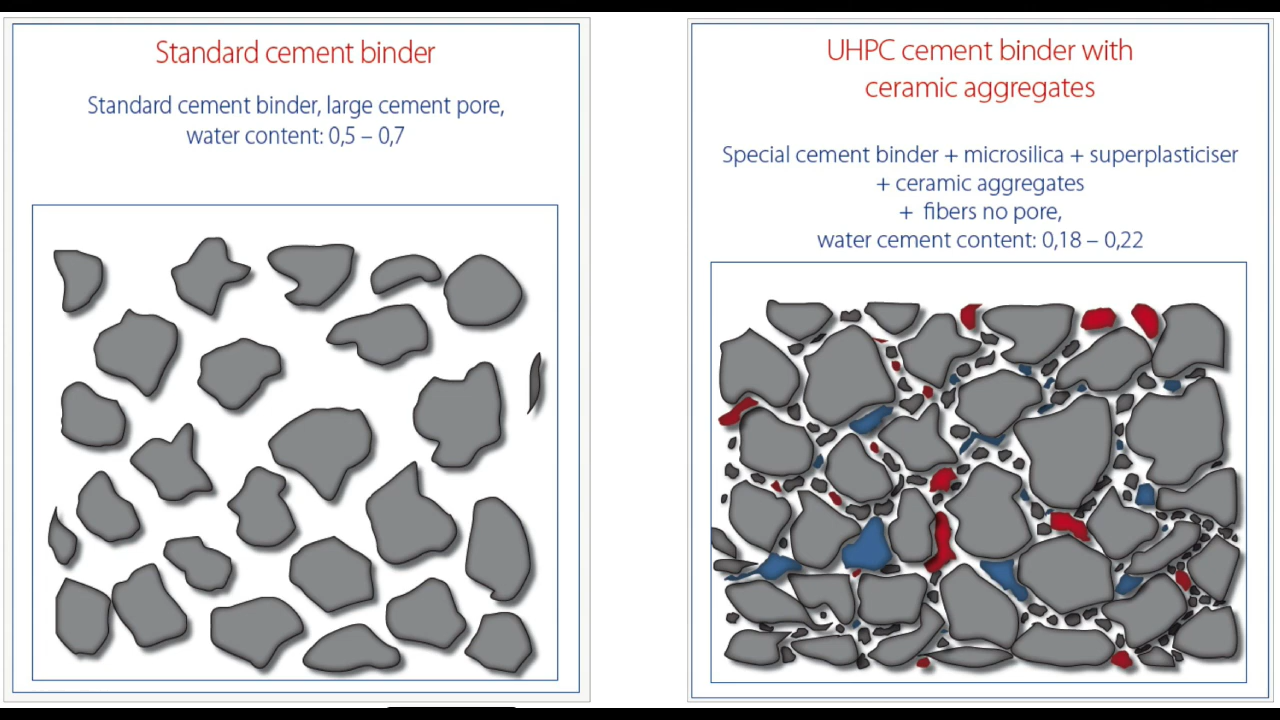 Standard cement binder
Standard cement binder, large cement pore,
water content: 0,5 – 0,7
UHPC cement binder with
ceramic aggregates
Special cement binder + microsilica + superplasticiser
+ ceramic aggregates
+ fibers no pore,
water cement content: 0,18 – 0,22